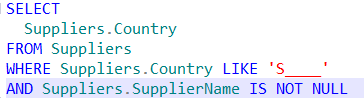 SELECT
Suppliers.Country
FROM Suppliers
WHERE Suppliers.Country LIKE 'S____'
AND Suppliers.SupplierName IS NOT NULL